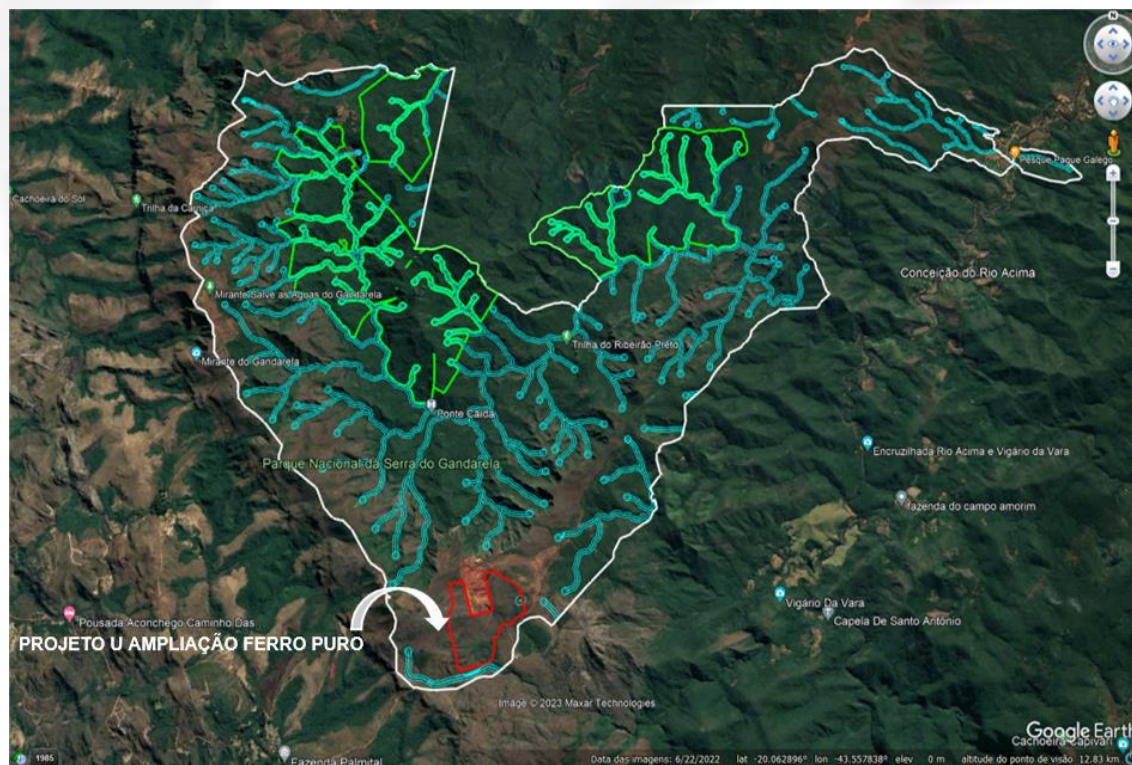 N
Pesque Pague Galego
Cachoeira do Sol
Trilha da Carniça
Conceição do Rio Acima
Mirante Salve as Águas do Gandarela
Trilha do Ribeirão Preto
Mirante do Gandarela
Ponte Caída
Encruzilhada Rio Acima e Vigário da Vara
Parque Nacional da Serra do Gandarela
fazenda do campo amorim
Vigário Da Vara
Pousada Aconchego Caminho Das
Capela De Santo Antônio
PROJETO U AMPLIAÇÃO FERRO PURO
Image © 2023 Maxar Technologies
Google Earth
Cachoeira Capivari
1985
Fazenda Palmital
Data das imagens: 6/22/2022 lat -20.062896° lon -43.557838° elev 0 m altitude do ponto de visão 12.83 km